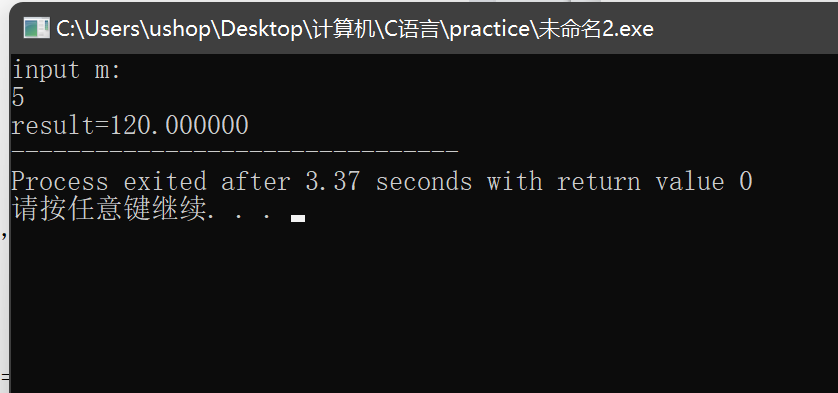 C:\Users\ushop\Desktop\计算机\C语言\practice\未命名2.exe
input m:
5
result=120.000000
--------------------------------
Process exited after 3.37 seconds with return value 0
请按任意键继续. . .
,
=